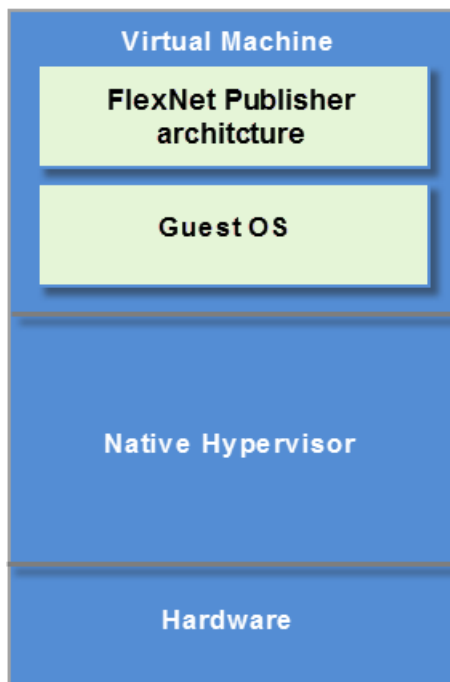 Virtual Machine
FlexNet Publisher
architcture
Guest OS
Native Hypervisor
Hardware